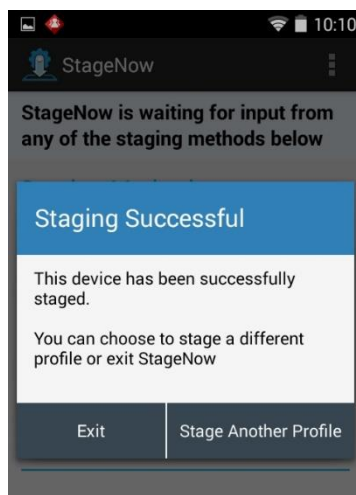 10:10
StageNow
StageNow is waiting for input from
any of the staging methods below
Staging Successful
This device has been successfully
staged.
You can choose to stage a different
profile or exit StageNow
Exit
Stage Another Profile